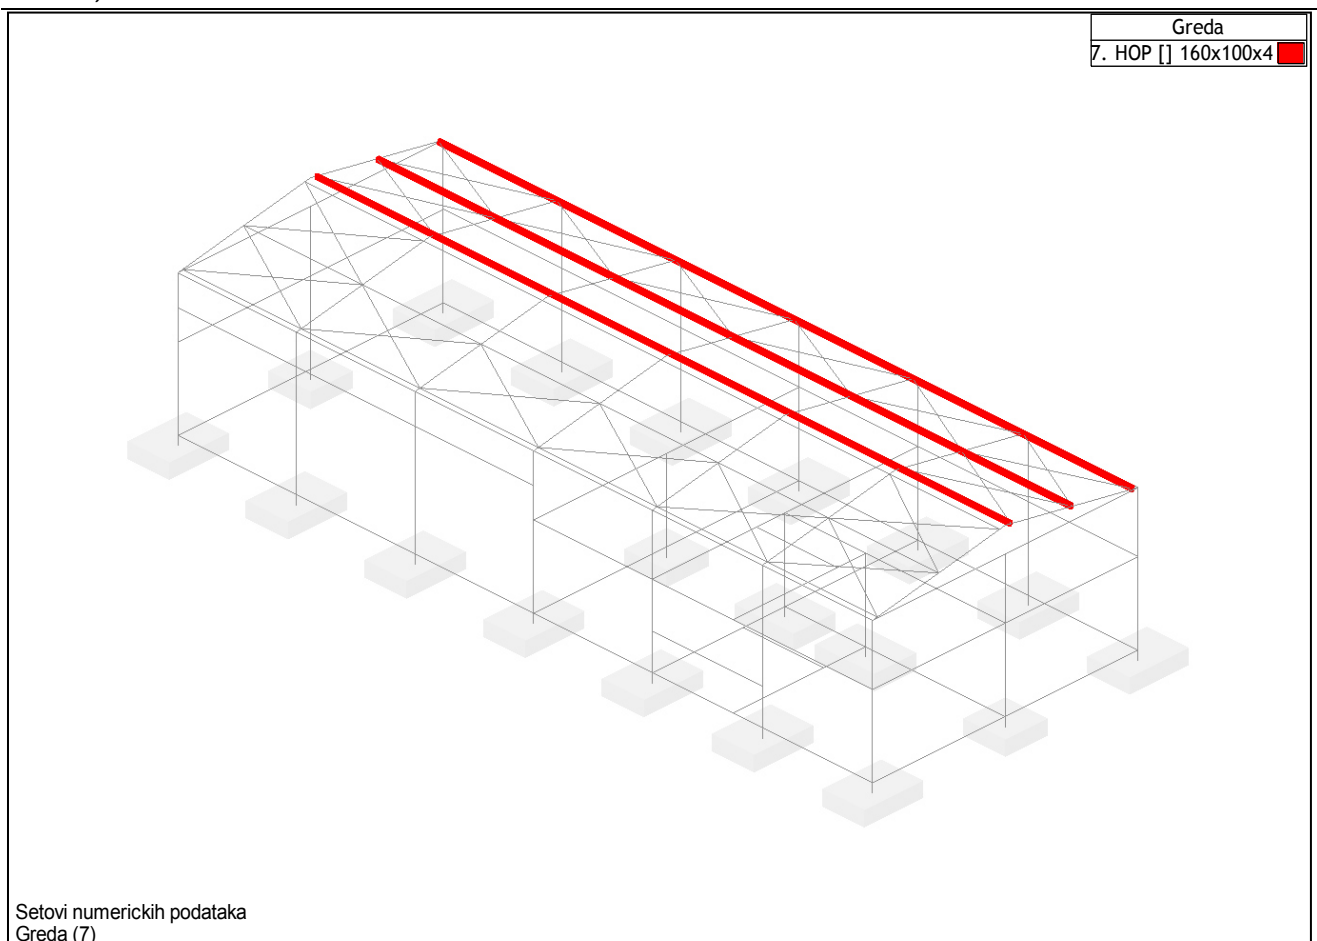 Greda
7. HOP [] 160x100x4
Setovi numerickih podataka
Greda (7)